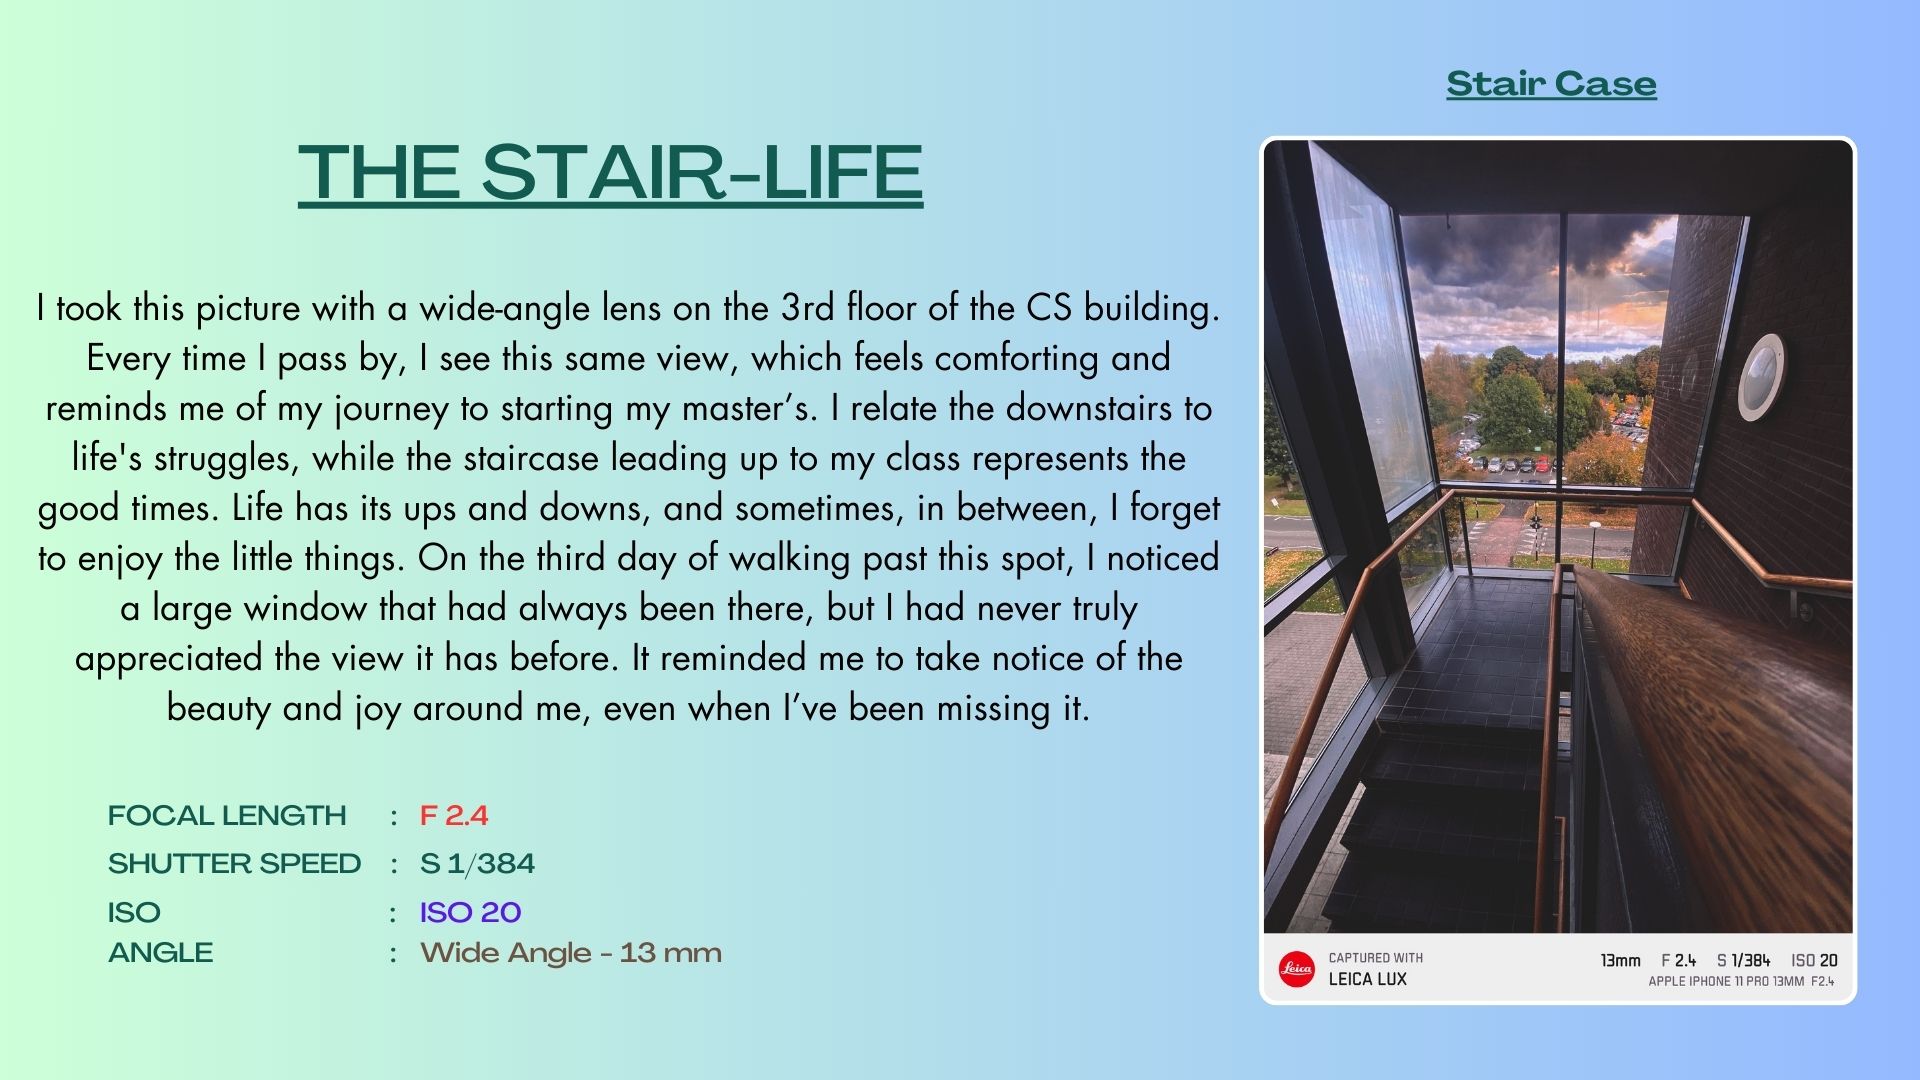 Stair Case
THE STAIR-LIFE
I took this picture with a wide-angle lens on the 3rd floor of the CS building.
Every time I pass by, I see this same view, which feels comforting and
reminds me of my journey to starting my master’s. I relate the downstairs to
life's struggles, while the staircase leading up to my class represents the
good times. Life has its ups and downs, and sometimes, in between, I forget
to enjoy the little things. On the third day of walking past this spot, I noticed
a large window that had always been there, but I had never truly
appreciated the view it has before. It reminded me to take notice of the
beauty and joy around me, even when I’ve been missing it.
FOCAL LENGTH : F 2.4
SHUTTER SPEED : S 1/384
ISO : ISO 20
ANGLE : Wide Angle - 13 mm
Leica
CAPTURED WITH
LEICA LUX
13mm F 2.4 S 1/384 ISO 20
APPLE IPHONE 11 PRO 13MM F2.4